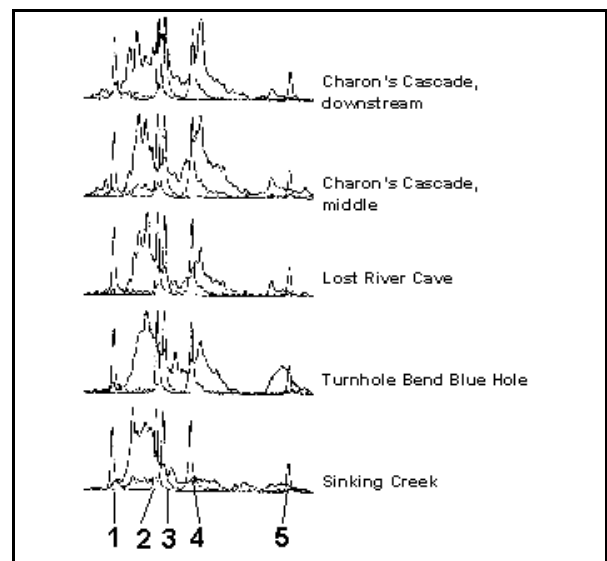 Charon's Cascade,
downstream
Charon's Cascade,
middle
Lost River Cave
Turnhole Bend Blue Hole
Sinking Creek
1 2 3 4 5